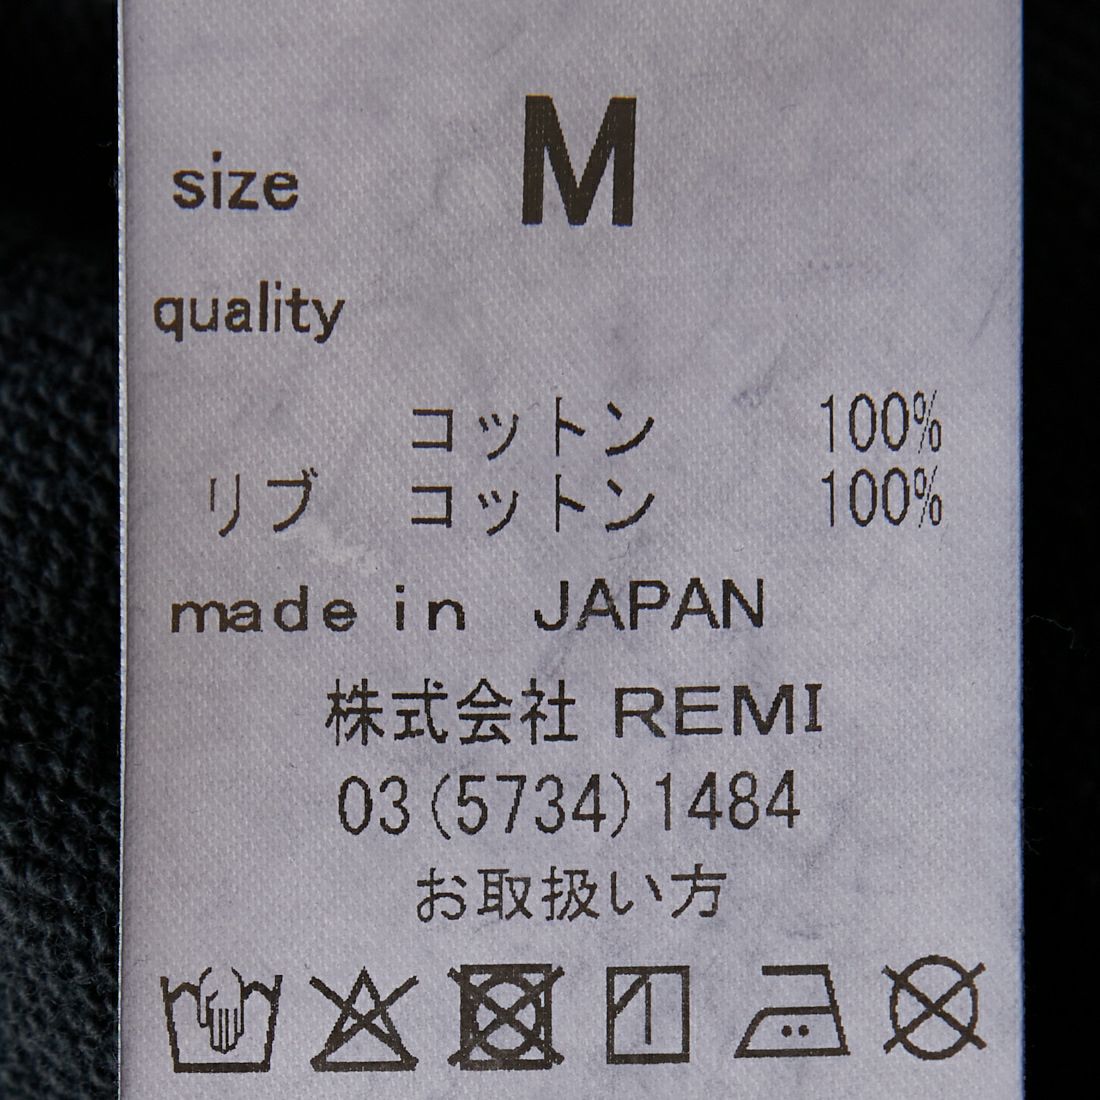 size M
quality
コットン 100%
リブ コットン 100%
made in JAPAN
株式会社 REMI
03(5734)1484
お取扱い方